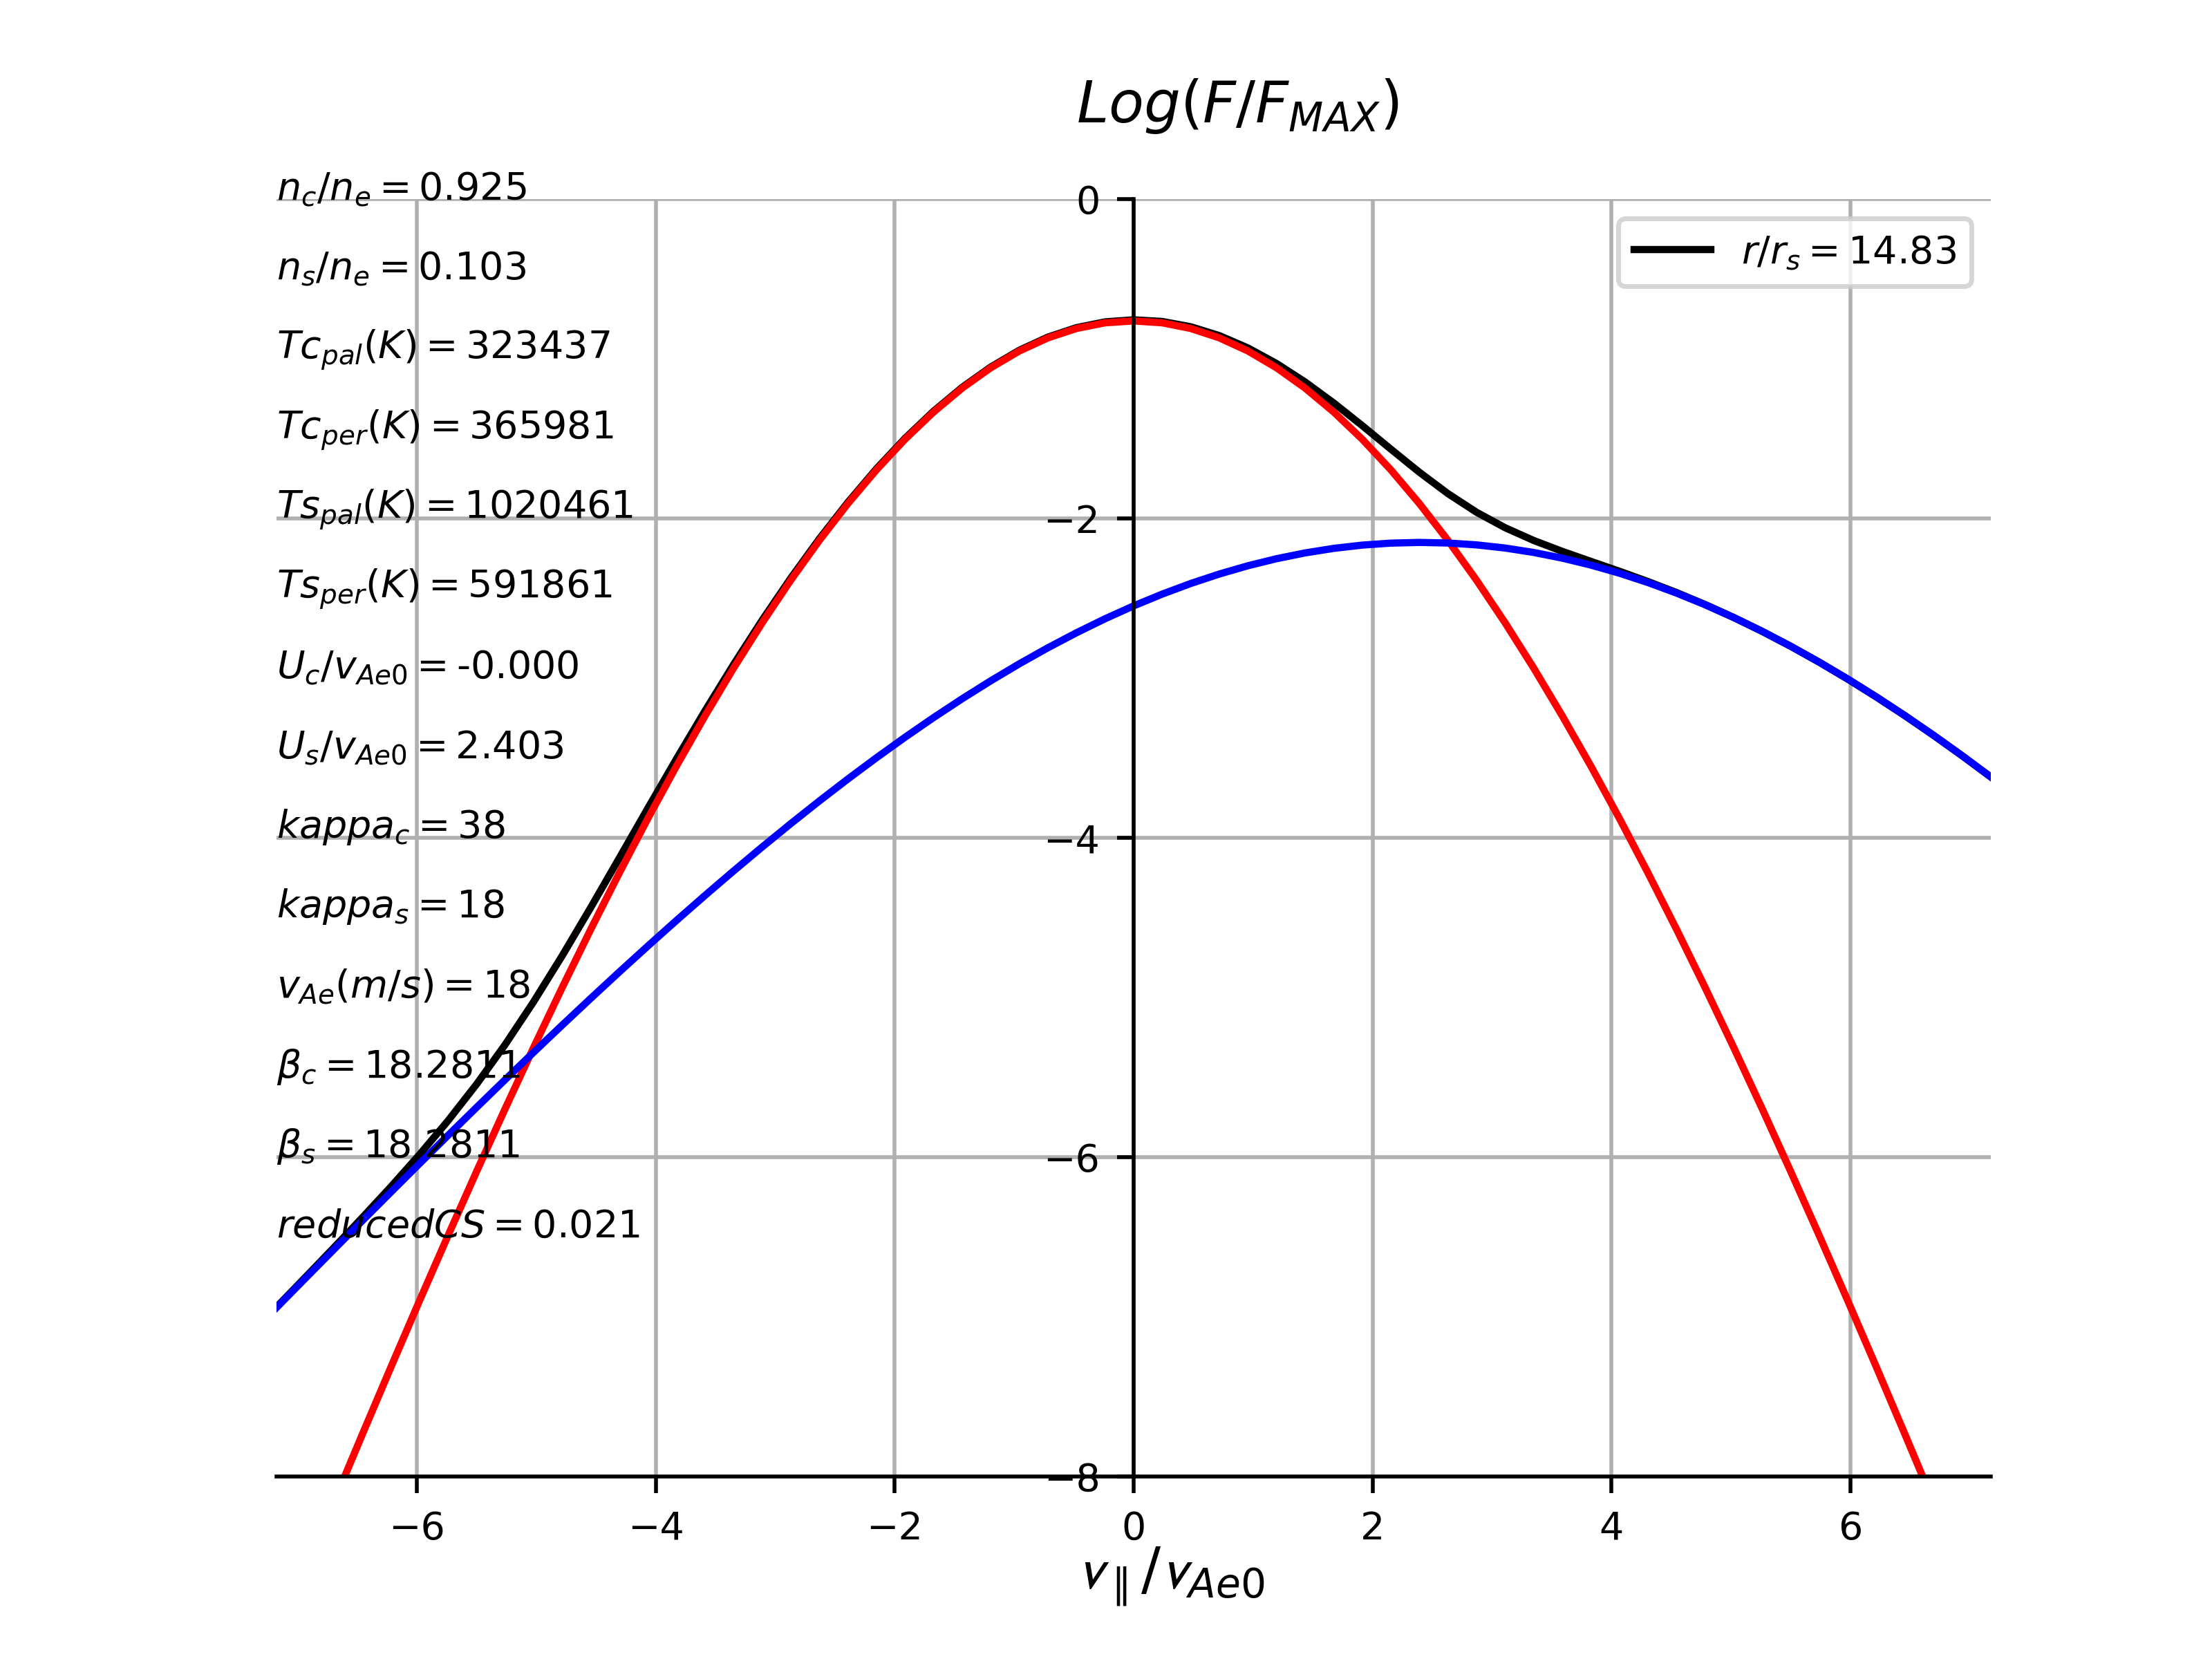 Log(F/F_MAX)
n_c/n_e = 0.925
n_s/n_e = 0.103
Tc_pal(K) = 323437
Tc_per(K) = 365981
Ts_pal(K) = 1020461
Ts_per(K) = 591861
U_c/v_Ae0 = -0.000
U_s/v_Ae0 = 2.403
kappa_c = 38
kappa_s = 18
v_Ae(m/s) = 18
β_c = 18.2811
β_s = 18.2811
reducedCS = 0.021
r/r_s = 14.83
0
−2
−4
−6
−8
−6 −4 −2 0 2 4 6
v_∥/v_Ae0